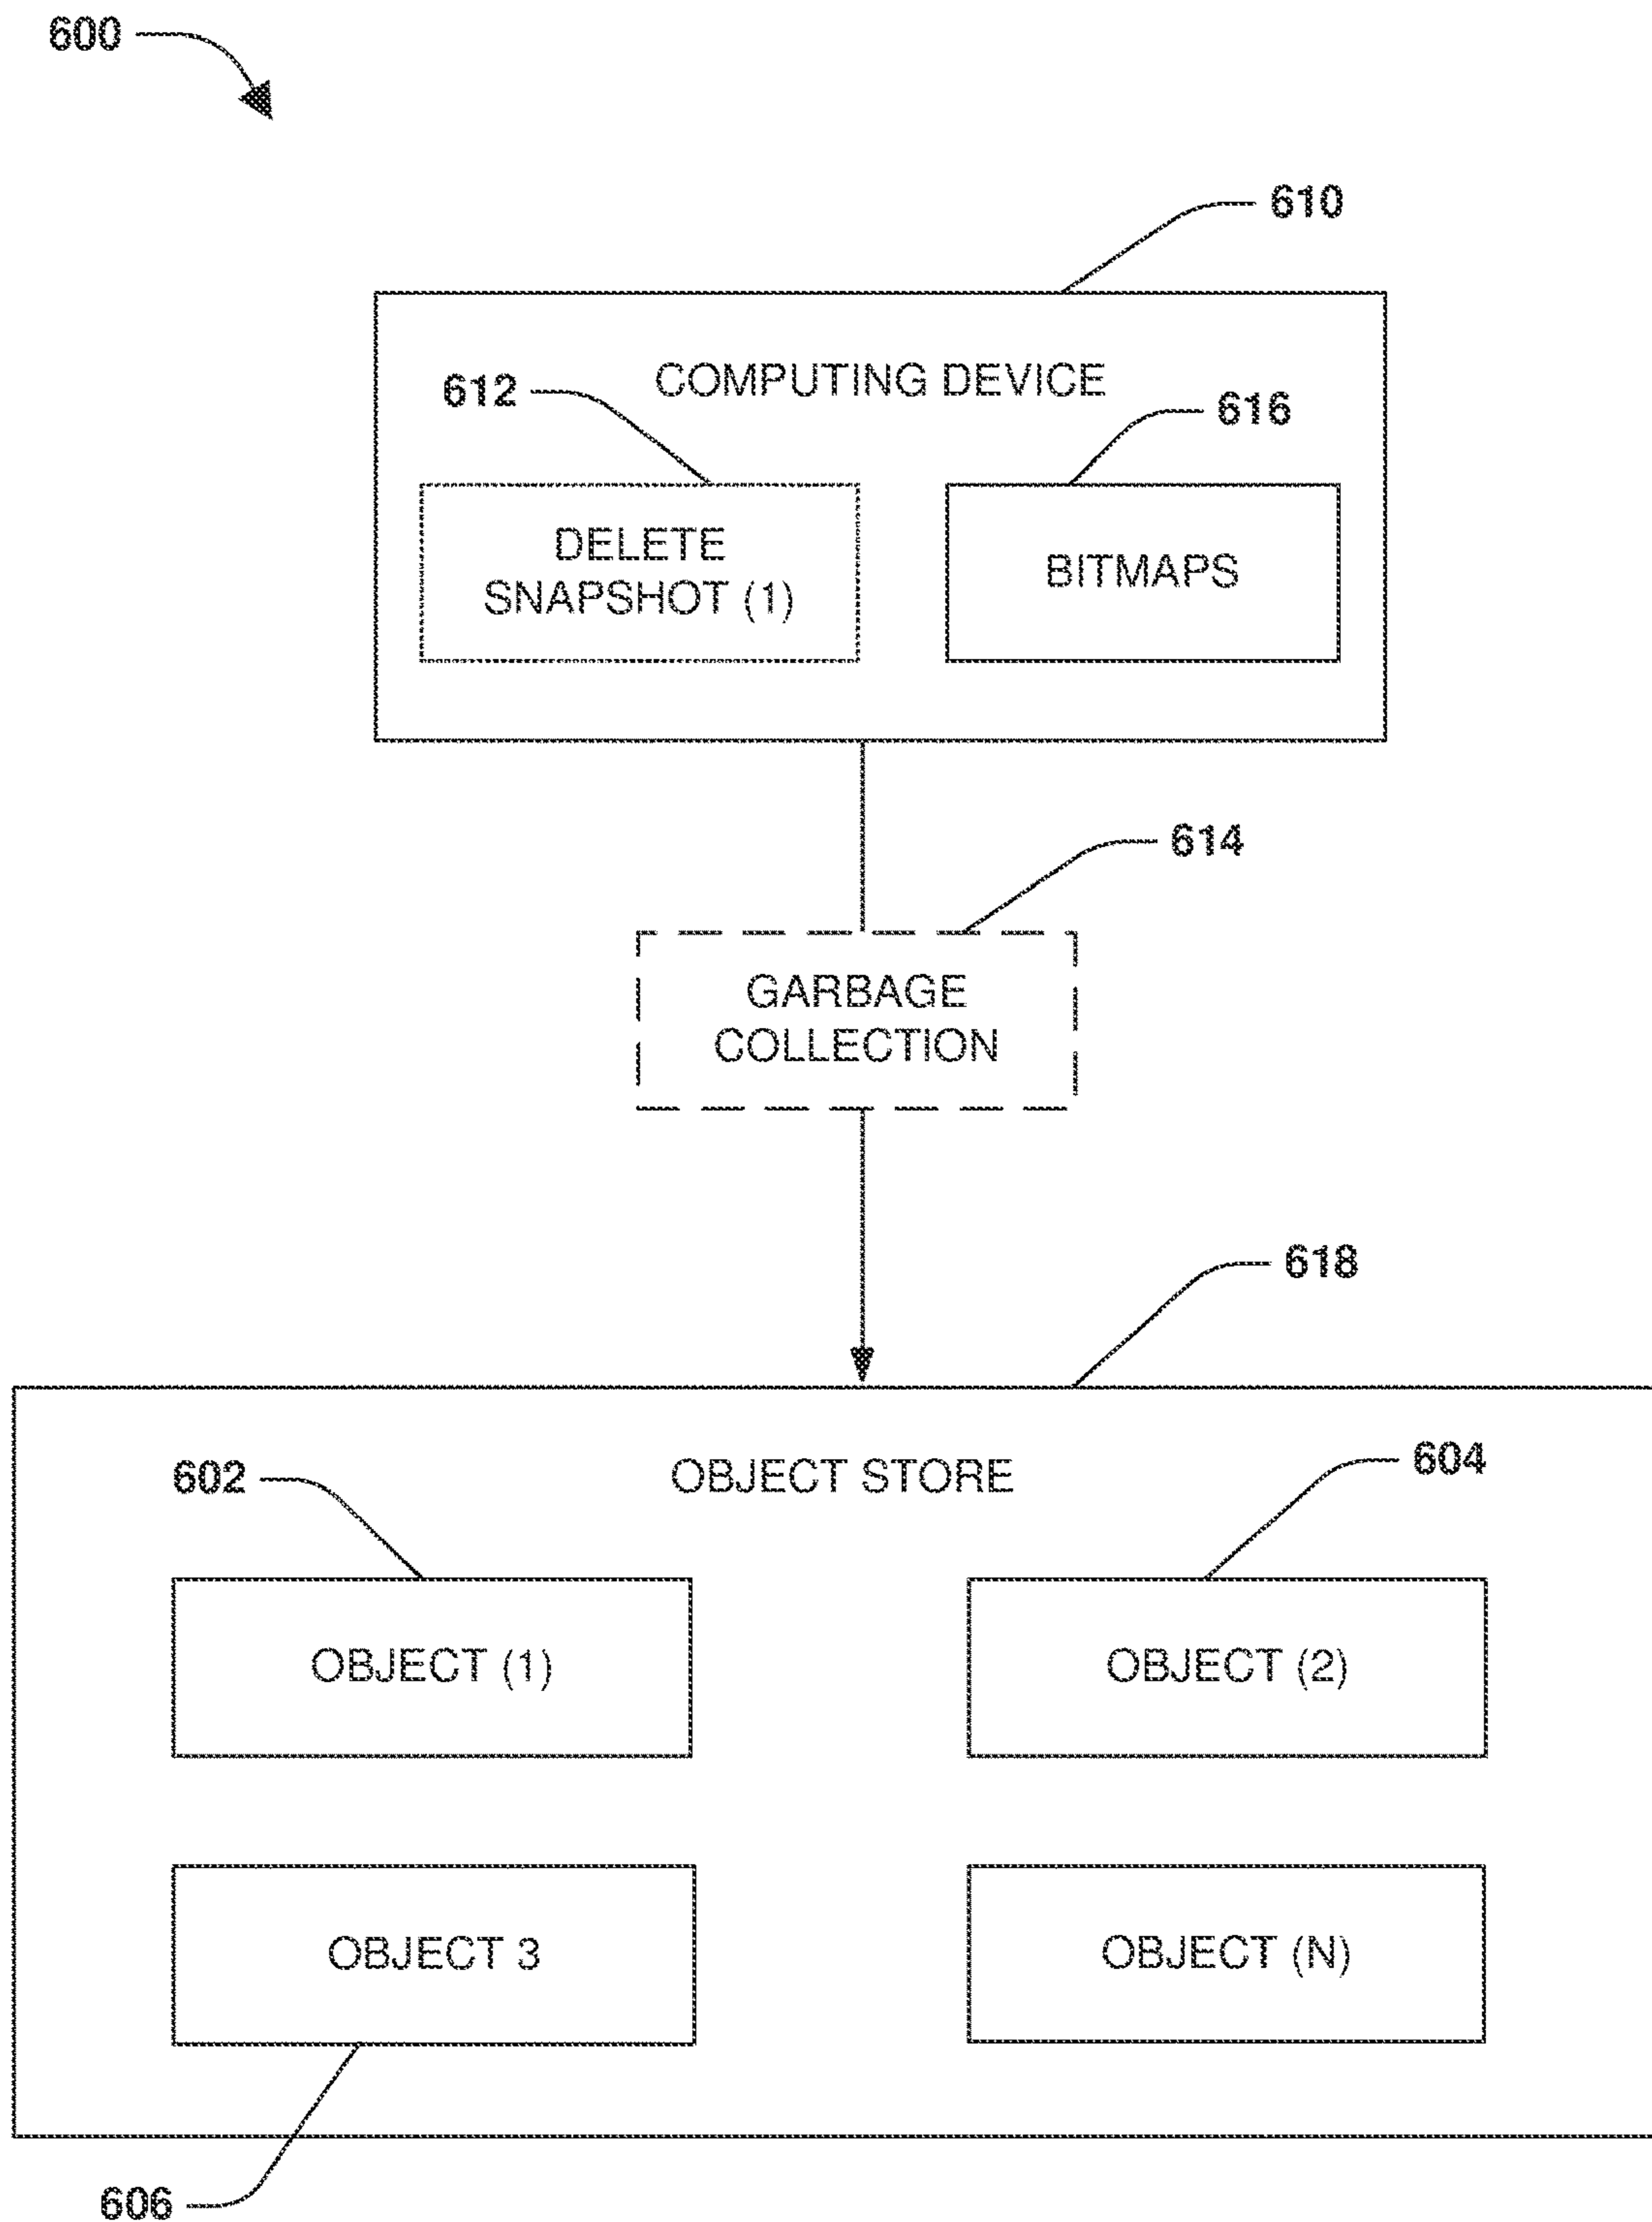 600
610
COMPUTING DEVICE
612
616
DELETE
SNAPSHOT (1)
BITMAPS
614
GARBAGE
COLLECTION
618
OBJECT STORE
602
604
OBJECT (1)
OBJECT (2)
OBJECT 3
OBJECT (N)
606